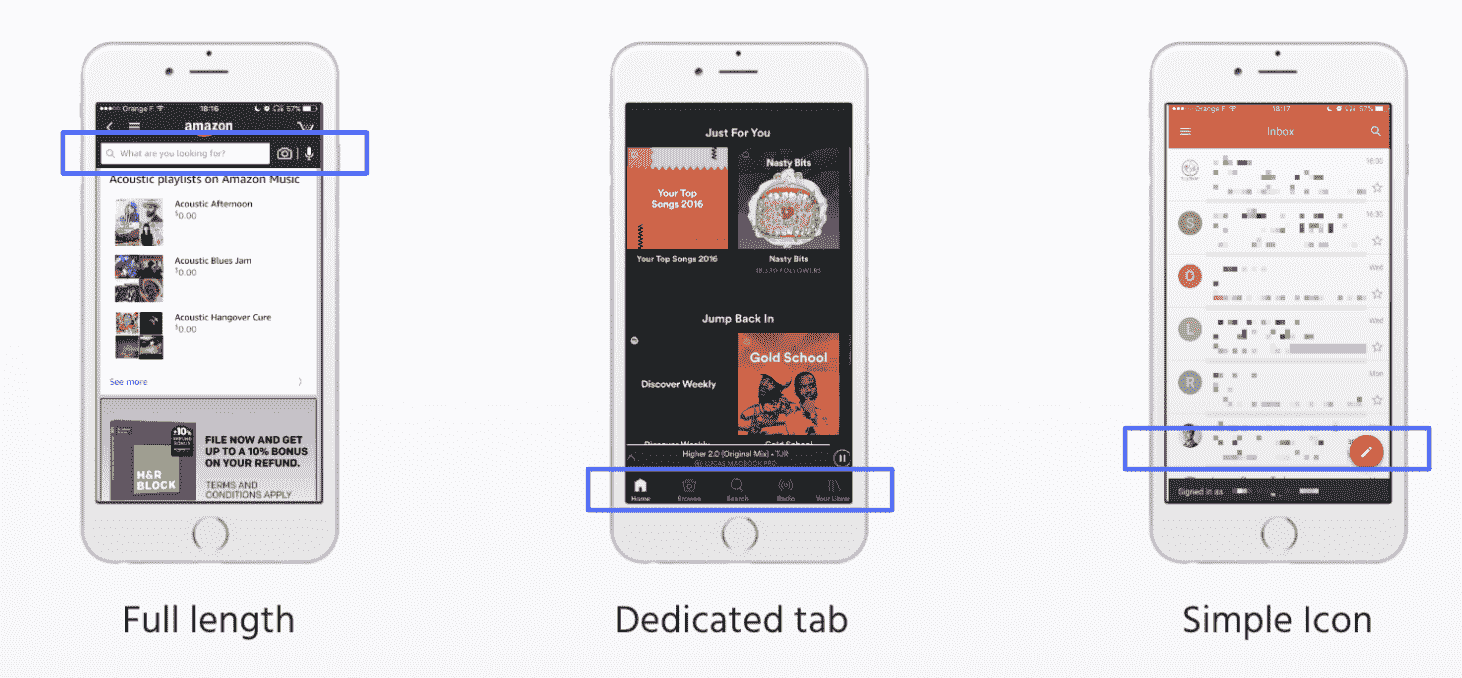 Orange F
18:16
57%
amazon
What are you looking for?
Acoustic playlists on Amazon Music
Acoustic Afternoon
$0.00
Acoustic Blues Jam
$0.00
Acoustic Hangover Cure
$0.00
See more
+10%
REFUND
BONUS
H&R
BLOCK
FILE NOW AND GET
UP TO A 10% BONUS
ON YOUR REFUND.
TERMS AND
CONDITIONS APPLY
Full length
Just For You
Your Top
Songs 2016
Nasty Bits
Your Top Songs 2016
Nasty Bits
Jump Back In
Discover Weekly
Gold School
Discover Weekly
Gold School
Higher 2.0 (Original Mix) • TJR
LUCAS MACBOOK PRO
Home
Browse
Search
Radio
Your Library
Dedicated tab
Orange F
18:17
57%
Inbox
S
16:30
O
Wed
L
Wed
R
Mon
Signed in as
Simple Icon